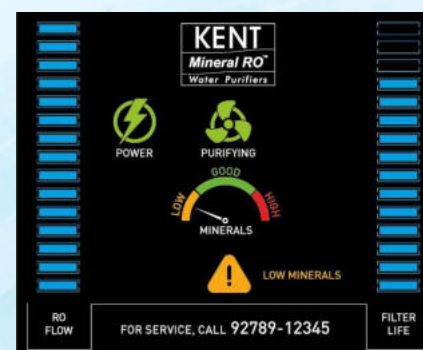 KENT
Mineral RO™
Water Purifiers
POWER
PURIFYING
LOW
GOOD
HIGH
MINERALS
LOW MINERALS
RO
FLOW
FOR SERVICE, CALL 92789-12345
FILTER
LIFE